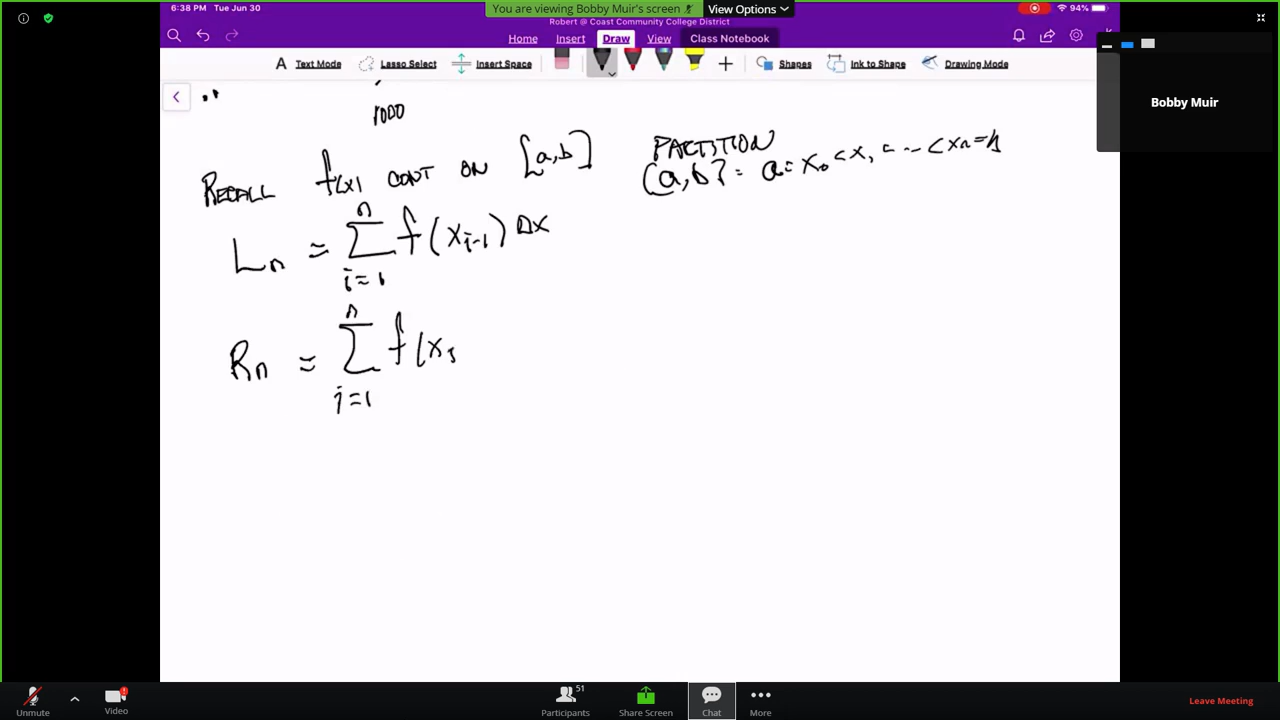 6:38 PM Tue Jun 30
You are viewing Bobby Muir's screen
View Options
94%
Robert @ Coast Community College District
Home Insert Draw View Class Notebook
Text Mode Lasso Select Insert Space Shapes Ink to Shape Drawing Mode
1000
Bobby Muir
RECALL f(x) CONT ON [a,b]
PARTITION
[a,b] = a = x₀ < x₁ < ... < xₙ = b
Lₙ ≈ ∑ⁿᵢ₌₁ f(xᵢ₋₁) Δx
Rₙ ≈ ∑ⁿᵢ₌₁ f(x
Unmute Video Participants 51 Share Screen Chat More Leave Meeting